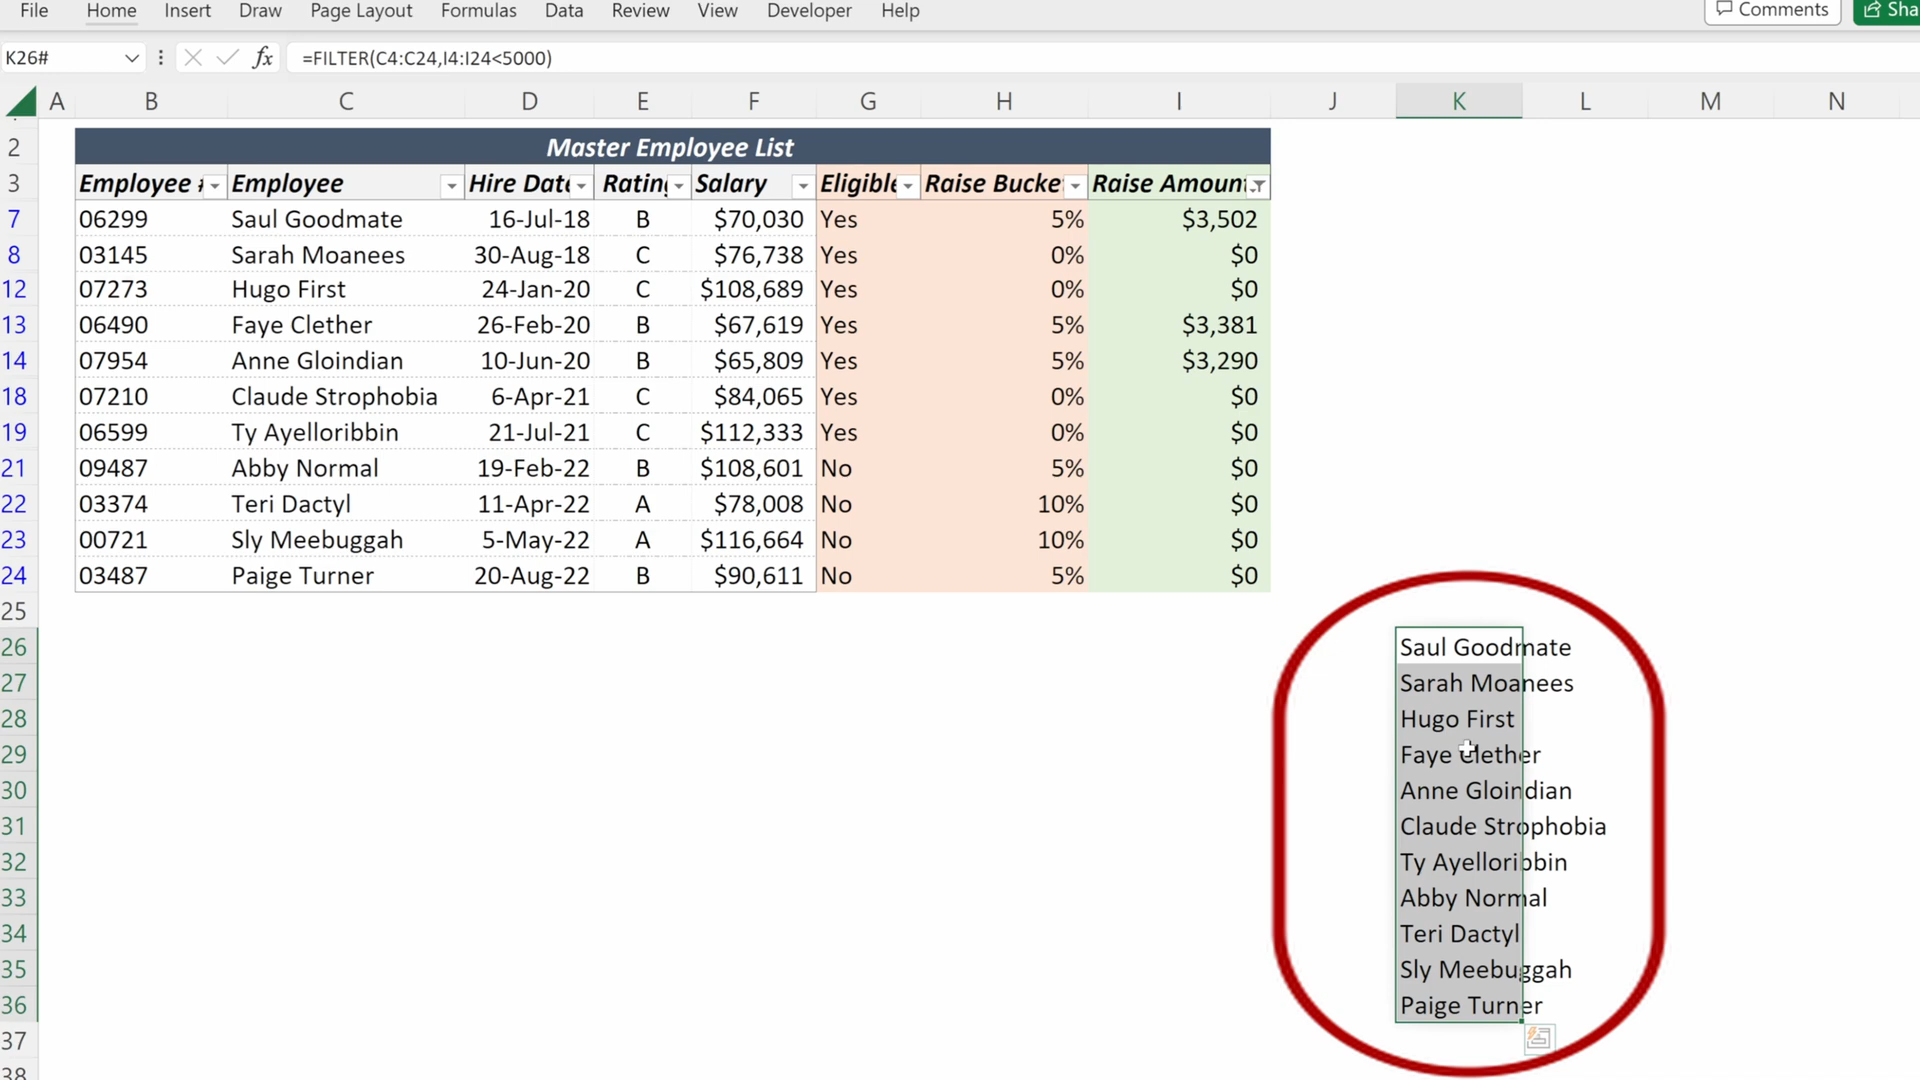 File Home Insert Draw Page Layout Formulas Data Review View Developer Help Comments Sha
K26# fx =FILTER(C4:C24,I4:I24<5000)
A B C D E F G H I J K L M N
2 Master Employee List
3 Employee # Employee Hire Date Rating Salary Eligible Raise Bucke Raise Amoun
7 06299 Saul Goodmate 16-Jul-18 B $70,030 Yes 5% $3,502
8 03145 Sarah Moanees 30-Aug-18 C $76,738 Yes 0% $0
12 07273 Hugo First 24-Jan-20 C $108,689 Yes 0% $0
13 06490 Faye Clether 26-Feb-20 B $67,619 Yes 5% $3,381
14 07954 Anne Gloindian 10-Jun-20 B $65,809 Yes 5% $3,290
18 07210 Claude Strophobia 6-Apr-21 C $84,065 Yes 0% $0
19 06599 Ty Ayelloribbin 21-Jul-21 C $112,333 Yes 0% $0
21 09487 Abby Normal 19-Feb-22 B $108,601 No 5% $0
22 03374 Teri Dactyl 11-Apr-22 A $78,008 No 10% $0
23 00721 Sly Meebuggah 5-May-22 A $116,664 No 10% $0
24 03487 Paige Turner 20-Aug-22 B $90,611 No 5% $0
25
26 Saul Goodmate
27 Sarah Moanees
28 Hugo First
29 Faye Clether
30 Anne Gloindian
31 Claude Strophobia
32 Ty Ayelloribbin
33 Abby Normal
34 Teri Dactyl
35 Sly Meebuggah
36 Paige Turner
37
38